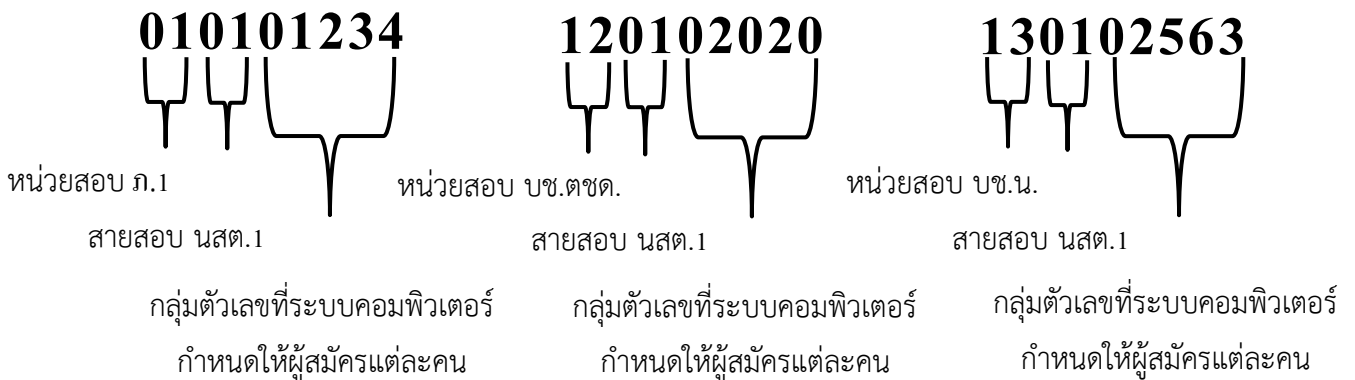 010101234 120102020 130102563
หน่วยสอบ ภ.1 หน่วยสอบ บช.ตชด. หน่วยสอบ บช.น.
สายสอบ นสต.1 สายสอบ นสต.1 สายสอบ นสต.1
กลุ่มตัวเลขที่ระบบคอมพิวเตอร์ กลุ่มตัวเลขที่ระบบคอมพิวเตอร์ กลุ่มตัวเลขที่ระบบคอมพิวเตอร์
กำหนดให้ผู้สมัครแต่ละคน กำหนดให้ผู้สมัครแต่ละคน กำหนดให้ผู้สมัครแต่ละคน